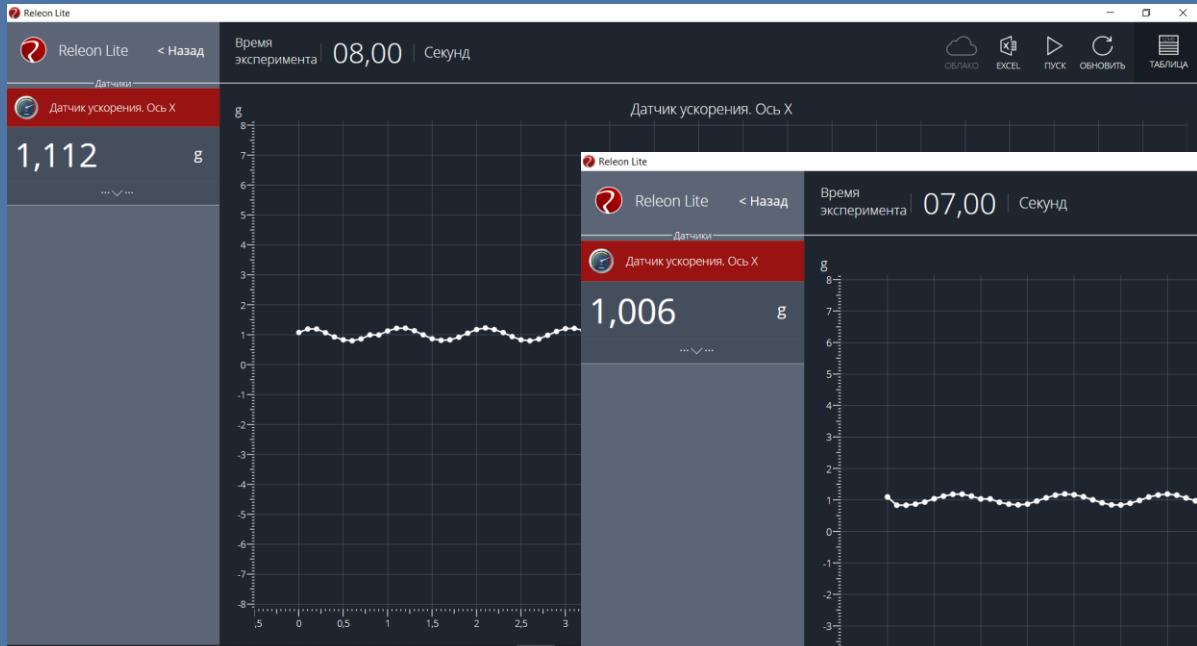 Releon Lite
Releon Lite < Назад
Время эксперимента 08,00 Секунд
ОБЛАКО EXCEL ПУСК ОБНОВИТЬ ТАБЛИЦА
Датчики
Датчик ускорения. Ось X
1,112 g
Датчик ускорения. Ось X
g
8
7
6
5
4
3
2
1
0
-1
-2
-3
-4
-5
-6
-7
-8
,5 0 0,5 1 1,5 2 2,5 3
Releon Lite
Releon Lite < Назад
Время эксперимента 07,00 Секунд
Датчики
Датчик ускорения. Ось X
1,006 g
g
8
7
6
5
4
3
2
1
0
-1
-2
-3